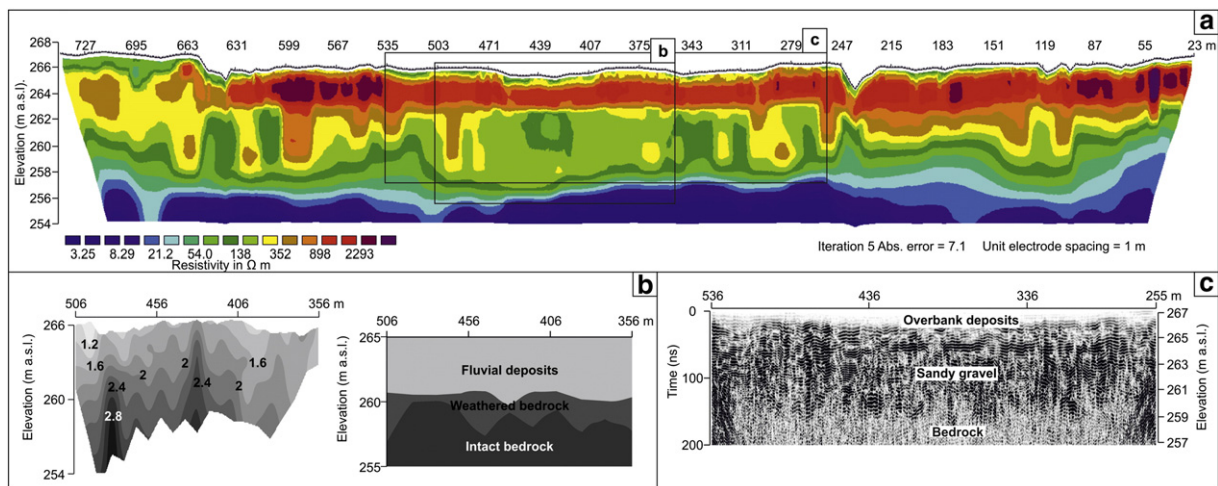 a
727 695 663 631 599 567 535 503 471 439 407 375 343 311 279 247 215 183 151 119 87 55 23 m
b
c
268
266
264
262
260
258
256
254
Elevation (m a.s.l.)
3.25 8.29 21.2 54.0 138 352 898 2293
Resistivity in Ω m
Iteration 5 Abs. error = 7.1 Unit electrode spacing = 1 m
b
506 456 406 356 m
266
260
254
Elevation (m a.s.l.)
1.2
1.6
2.4
2.8
2
2
2.4
2
1.6
506 456 406 356 m
265
260
255
Elevation (m a.s.l.)
Fluvial deposits
Weathered bedrock
Intact bedrock
c
536 436 336 255 m
0
100
200
Time (ns)
Overbank deposits
Sandy gravel
Bedrock
267
265
263
261
259
257
Elevation (m a.s.l.)